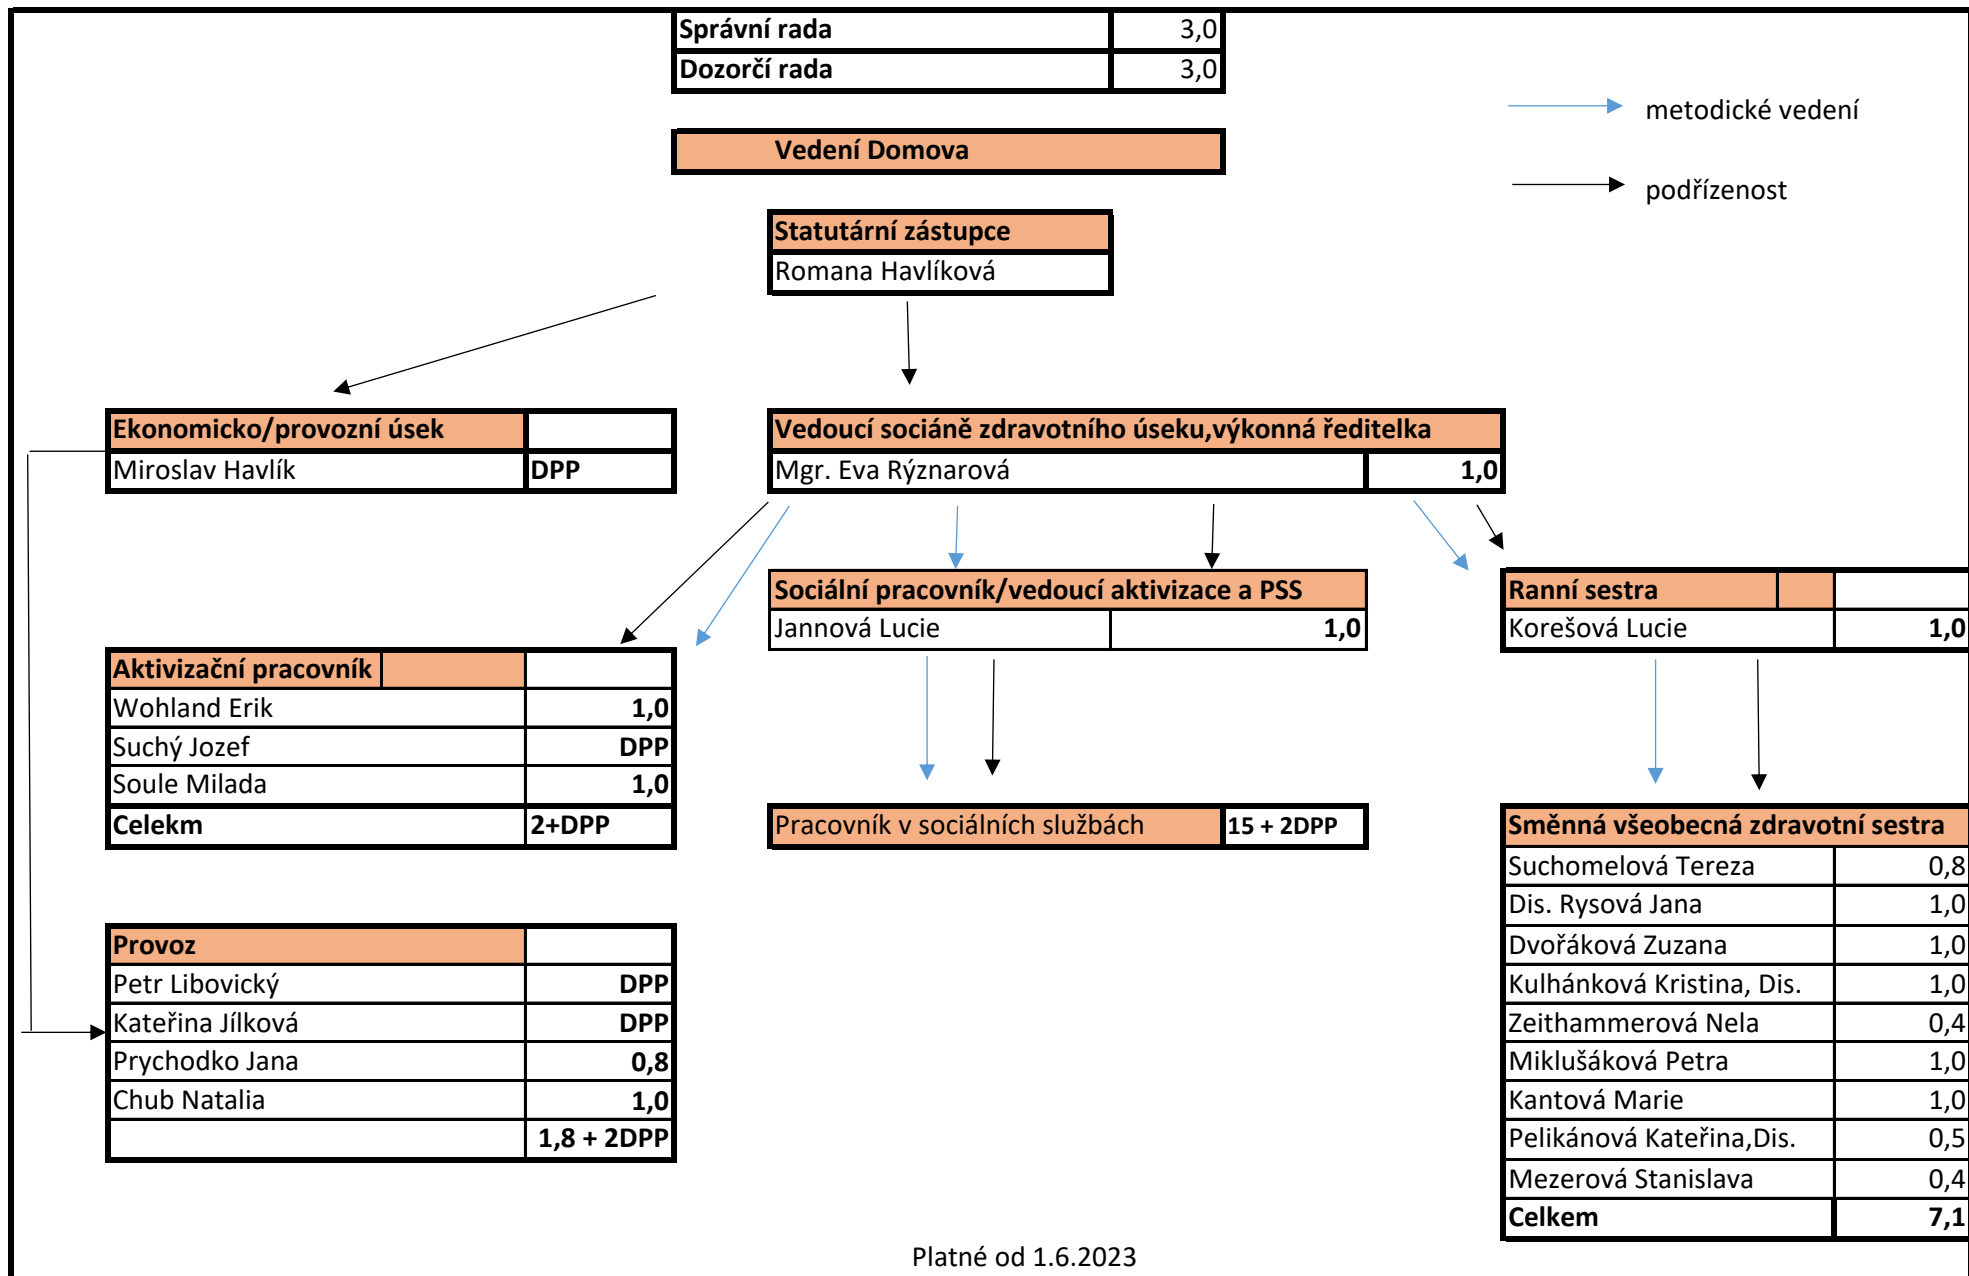 Správní rada 3,0
Dozorčí rada 3,0
metodické vedení
Vedení Domova
podřízenost
Statutární zástupce
Romana Havlíková
Ekonomicko/provozní úsek
Miroslav Havlík DPP
Vedoucí sociáně zdravotního úseku,výkonná ředitelka
Mgr. Eva Rýznarová 1,0
Sociální pracovník/vedoucí aktivizace a PSS
Jannová Lucie 1,0
Ranní sestra
Korešová Lucie 1,0
Aktivizační pracovník
Wohland Erik 1,0
Suchý Jozef DPP
Soule Milada 1,0
Celekm 2+DPP
Pracovník v sociálních službách 15 + 2DPP
Směnná všeobecná zdravotní sestra
Suchomelová Tereza 0,8
Dis. Rysová Jana 1,0
Dvořáková Zuzana 1,0
Kulhánková Kristina, Dis. 1,0
Zeithammerová Nela 0,4
Miklušáková Petra 1,0
Kantová Marie 1,0
Pelikánová Kateřina,Dis. 0,5
Mezerová Stanislava 0,4
Celkem 7,1
Provoz
Petr Libovický DPP
Kateřina Jílková DPP
Prychodko Jana 0,8
Chub Natalia 1,0
1,8 + 2DPP
Platné od 1.6.2023